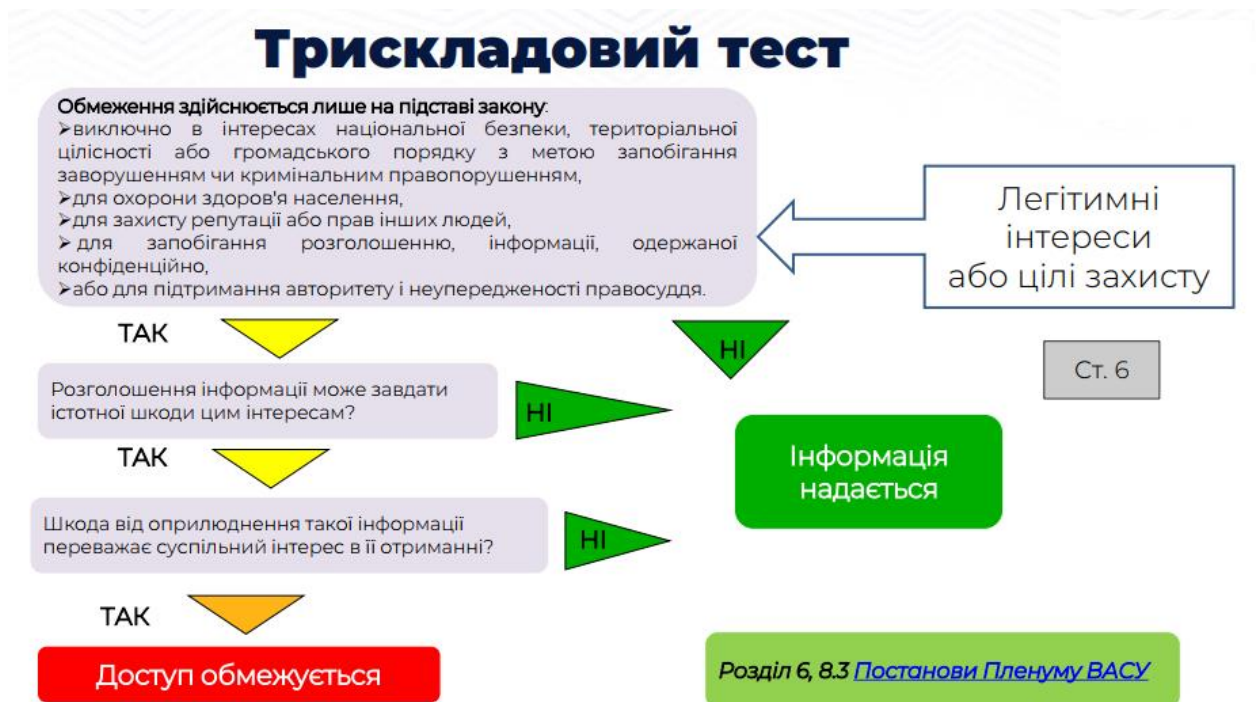 Трискладовий тест
Обмеження здійснюється лише на підставі закону:
➢виключно в інтересах національної безпеки, територіальної
цілісності або громадського порядку з метою запобігання
заворушенням чи кримінальним правопорушенням,
➢для охорони здоров'я населення,
➢для захисту репутації або прав інших людей,
➢ для запобігання розголошенню, інформації, одержаної
конфіденційно,
➢або для підтримання авторитету і неупередженості правосуддя.
Легітимні
інтереси
або цілі захисту
ТАК
НІ
Ст. 6
Розголошення інформації може завдати
істотної шкоди цим інтересам?
НІ
ТАК
Інформація
надається
Шкода від оприлюднення такої інформації
переважає суспільний інтерес в її отриманні?
НІ
ТАК
Доступ обмежується
Розділ 6, 8.3 Постанови Пленуму ВАСУ